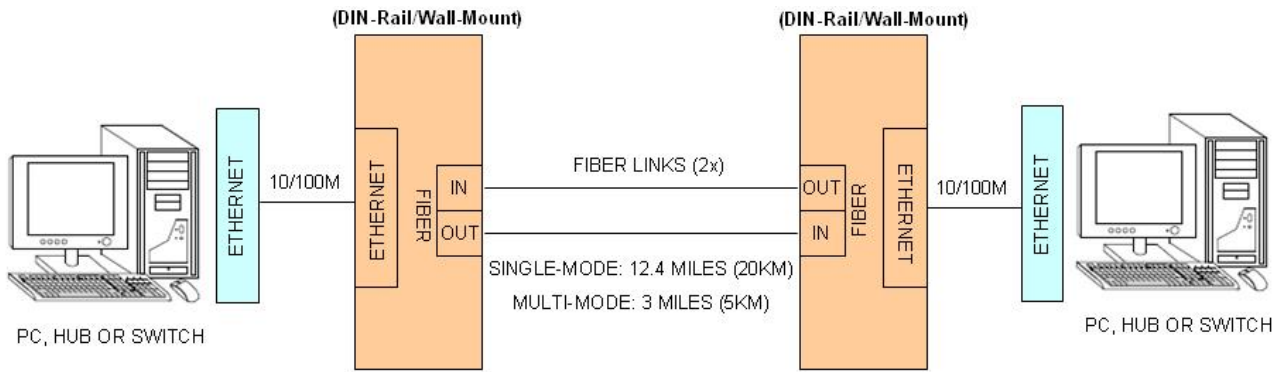 (DIN-Rail/Wall-Mount)
(DIN-Rail/Wall-Mount)
ETHERNET
10/100M
ETHERNET
FIBER
IN
OUT
FIBER LINKS (2x)
SINGLE-MODE: 12.4 MILES (20KM)
MULTI-MODE: 3 MILES (5KM)
OUT
IN
FIBER
ETHERNET
10/100M
ETHERNET
PC, HUB OR SWITCH
PC, HUB OR SWITCH